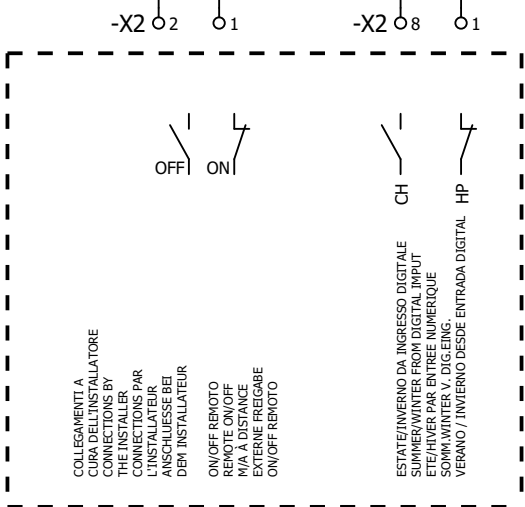 -X2 2 1 -X2 8 1
OFF ON
CH HP
COLLEGAMENTI A
CURA DELL'INSTALLATORE
CONNECTIONS BY
THE INSTALLER
CONNECTIONS PAR
L'INSTALLATEUR
ANSCHLUESSE BEI
DEM INSTALLATEUR
ON/OFF REMOTO
REMOTE ON/OFF
M/A À DISTANCE
EXTERNE FREIGABE
ON/OFF REMOTO
ESTATE/INVERNO DA INGRESSO DIGITALE
SUMMER/WINTER FROM DIGITAL IMPUT
ETE/HIVER PAR ENTREE NUMERIQUE
SOMM.WINTER V. DIG.EING.
VERANO / INVIERNO DESDE ENTRADA DIGITAL